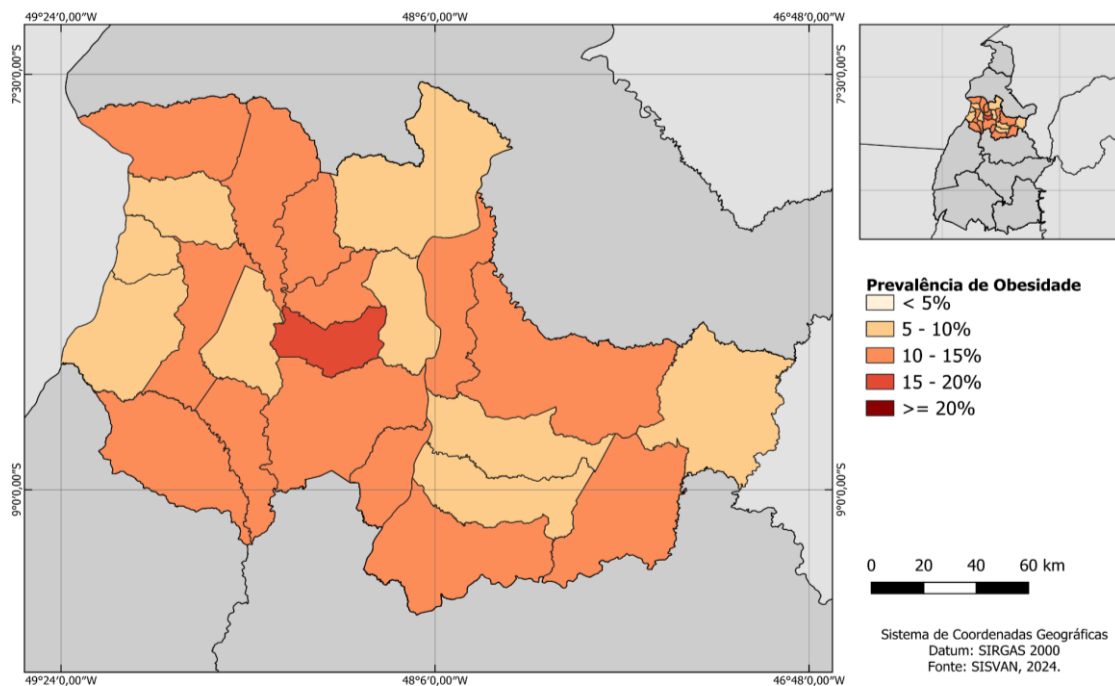 49°24'0,00"W
48°6'0,00"W
46°48'0,00"W
7°30'0,00"S
7°30'0,00"S
Prevalência de Obesidade
< 5%
5 - 10%
10 - 15%
15 - 20%
>= 20%
9°0'0,00"S
9°0'0,00"S
0 20 40 60 km
Sistema de Coordenadas Geográficas
Datum: SIRGAS 2000
Fonte: SISVAN, 2024.
49°24'0,00"W
48°6'0,00"W
46°48'0,00"W